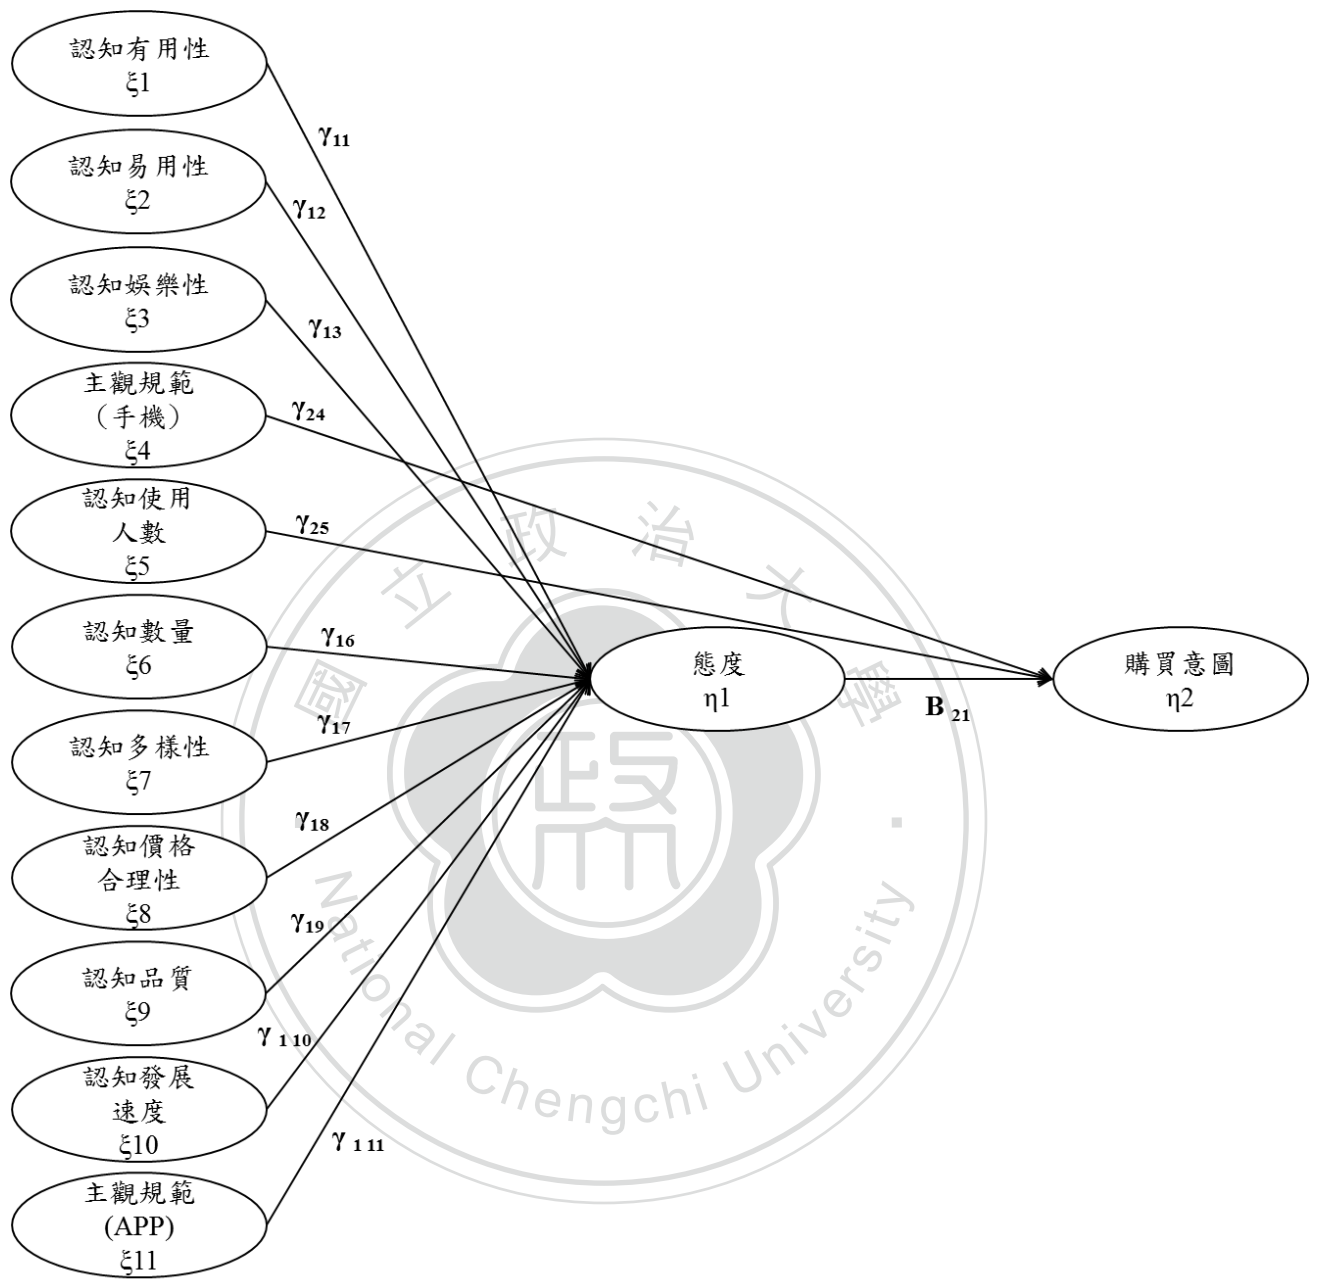 認知有用性
ξ1
γ11
認知易用性
ξ2
γ12
認知娛樂性
ξ3
γ13
主觀規範
（手機）
ξ4
γ24
認知使用
人數
ξ5
γ25
認知數量
ξ6
γ16
認知多樣性
ξ7
γ17
認知價格
合理性
ξ8
γ18
認知品質
ξ9
γ19
認知發展
速度
ξ10
γ 1 10
主觀規範
(APP)
ξ11
γ 1 11
態度
η1
B 21
購買意圖
η2
國立政治大學
政
National Chengchi University